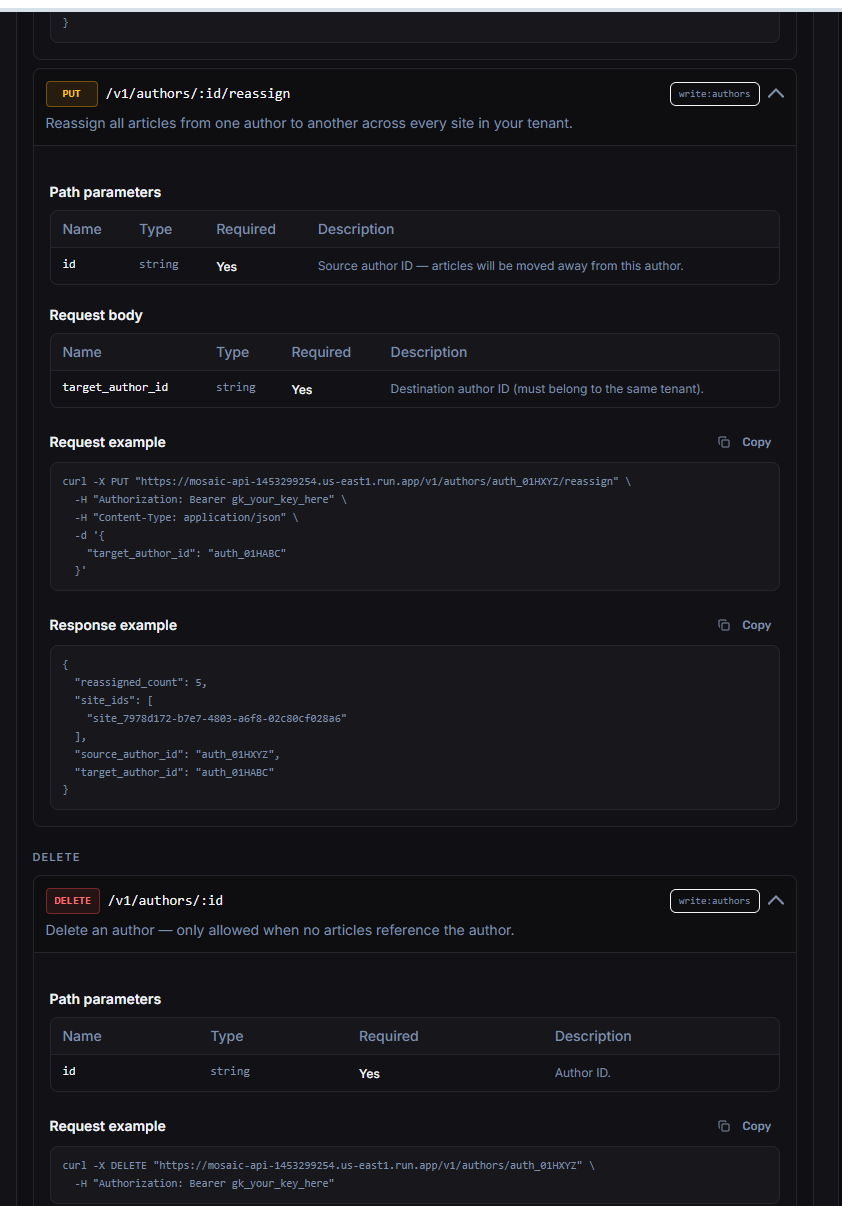 }
PUT /v1/authors/:id/reassign write:authors
Reassign all articles from one author to another across every site in your tenant.
Path parameters
Name Type Required Description
id string Yes Source author ID — articles will be moved away from this author.
Request body
Name Type Required Description
target_author_id string Yes Destination author ID (must belong to the same tenant).
Request example Copy
curl -X PUT "https://mosaic-api-1453299254.us-east1.run.app/v1/authors/auth_01HXYZ/reassign" \
-H "Authorization: Bearer gk_your_key_here" \
-H "Content-Type: application/json" \
-d '{
"target_author_id": "auth_01HABC"
}'
Response example Copy
{
"reassigned_count": 5,
"site_ids": [
"site_7978d172-b7e7-4803-a6f8-02c80cf028a6"
],
"source_author_id": "auth_01HXYZ",
"target_author_id": "auth_01HABC"
}
DELETE
DELETE /v1/authors/:id write:authors
Delete an author — only allowed when no articles reference the author.
Path parameters
Name Type Required Description
id string Yes Author ID.
Request example Copy
curl -X DELETE "https://mosaic-api-1453299254.us-east1.run.app/v1/authors/auth_01HXYZ" \
-H "Authorization: Bearer gk_your_key_here"